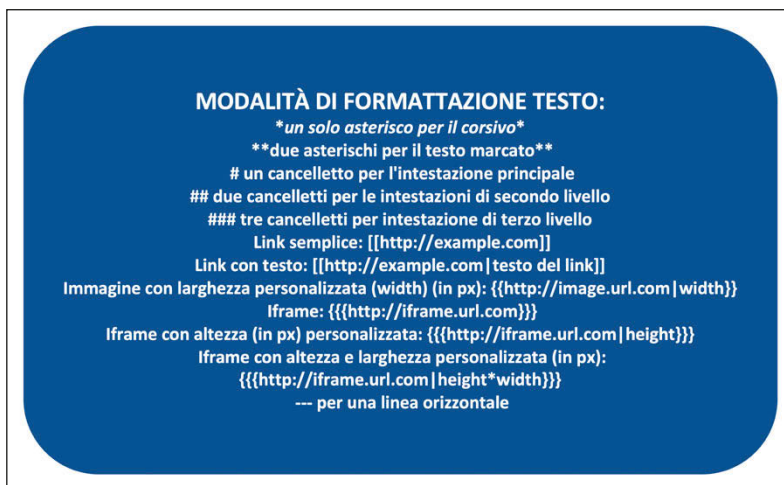 MODALITÀ DI FORMATTAZIONE TESTO:
*un solo asterisco per il corsivo*
**due asterischi per il testo marcato**
# un cancelletto per l'intestazione principale
## due cancelletti per le intestazioni di secondo livello
### tre cancelletti per intestazione di terzo livello
Link semplice: [[http://example.com]]
Link con testo: [[http://example.com|testo del link]]
Immagine con larghezza personalizzata (width) (in px): {{http://image.url.com|width}}
Iframe: {{{http://iframe.url.com}}}
Iframe con altezza (in px) personalizzata: {{{http://iframe.url.com|height}}}
Iframe con altezza e larghezza personalizzata (in px):
{{{http://iframe.url.com|height*width}}}
--- per una linea orizzontale